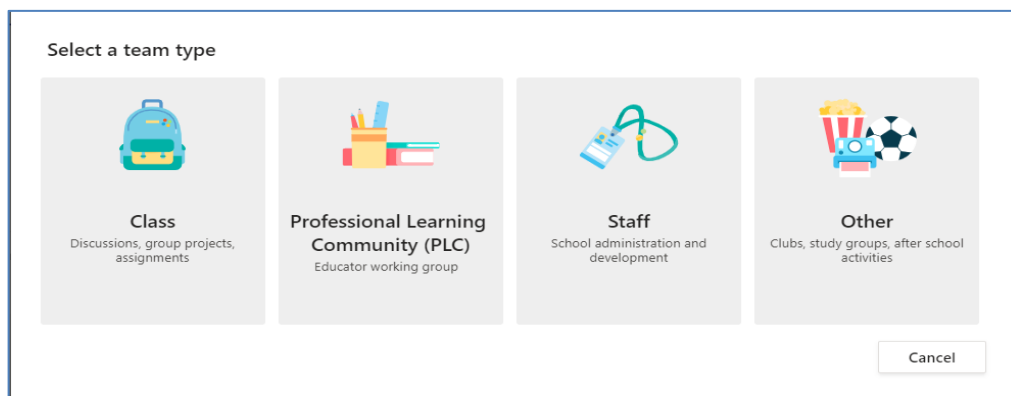 Select a team type
Class
Discussions, group projects,
assignments
Professional Learning
Community (PLC)
Educator working group
Staff
School administration and
development
Other
Clubs, study groups, after school
activities
Cancel